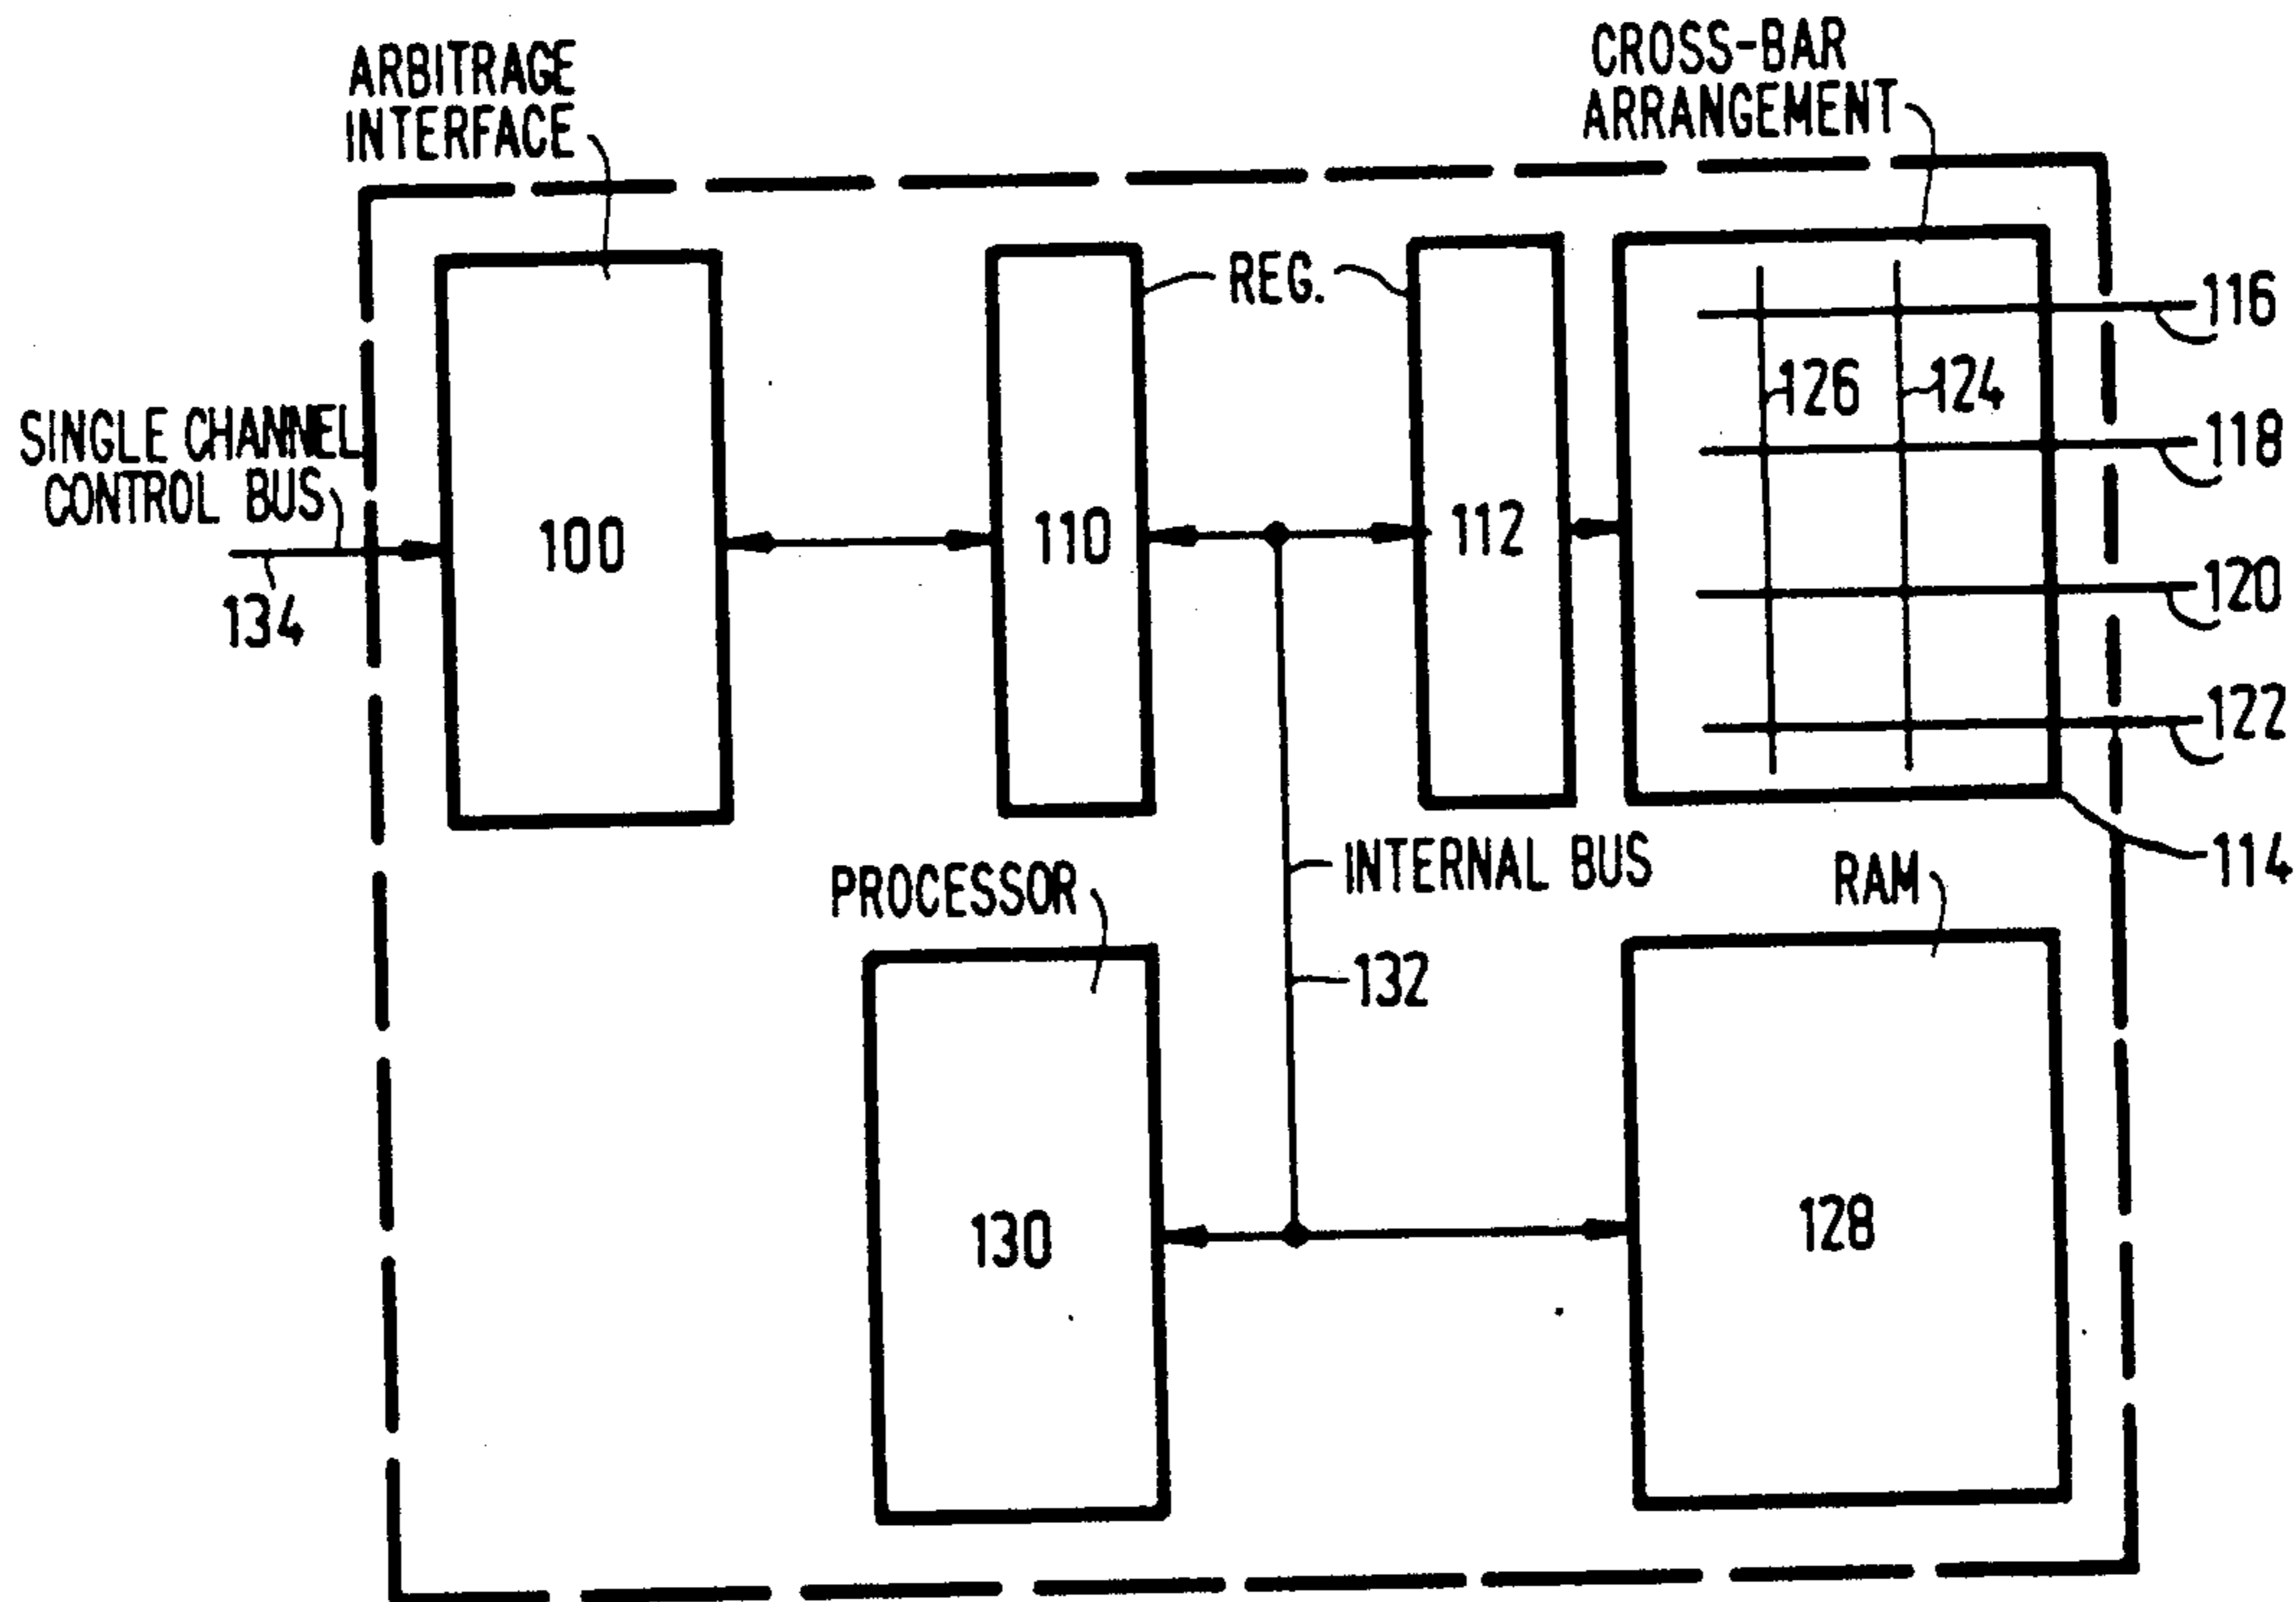 ARBITRAGE
INTERFACE
CROSS-BAR
ARRANGEMENT
REG.
116
126
124
118
SINGLE CHANNEL
CONTROL BUS
100
110
112
134
120
122
INTERNAL BUS
114
PROCESSOR
RAM
132
130
128